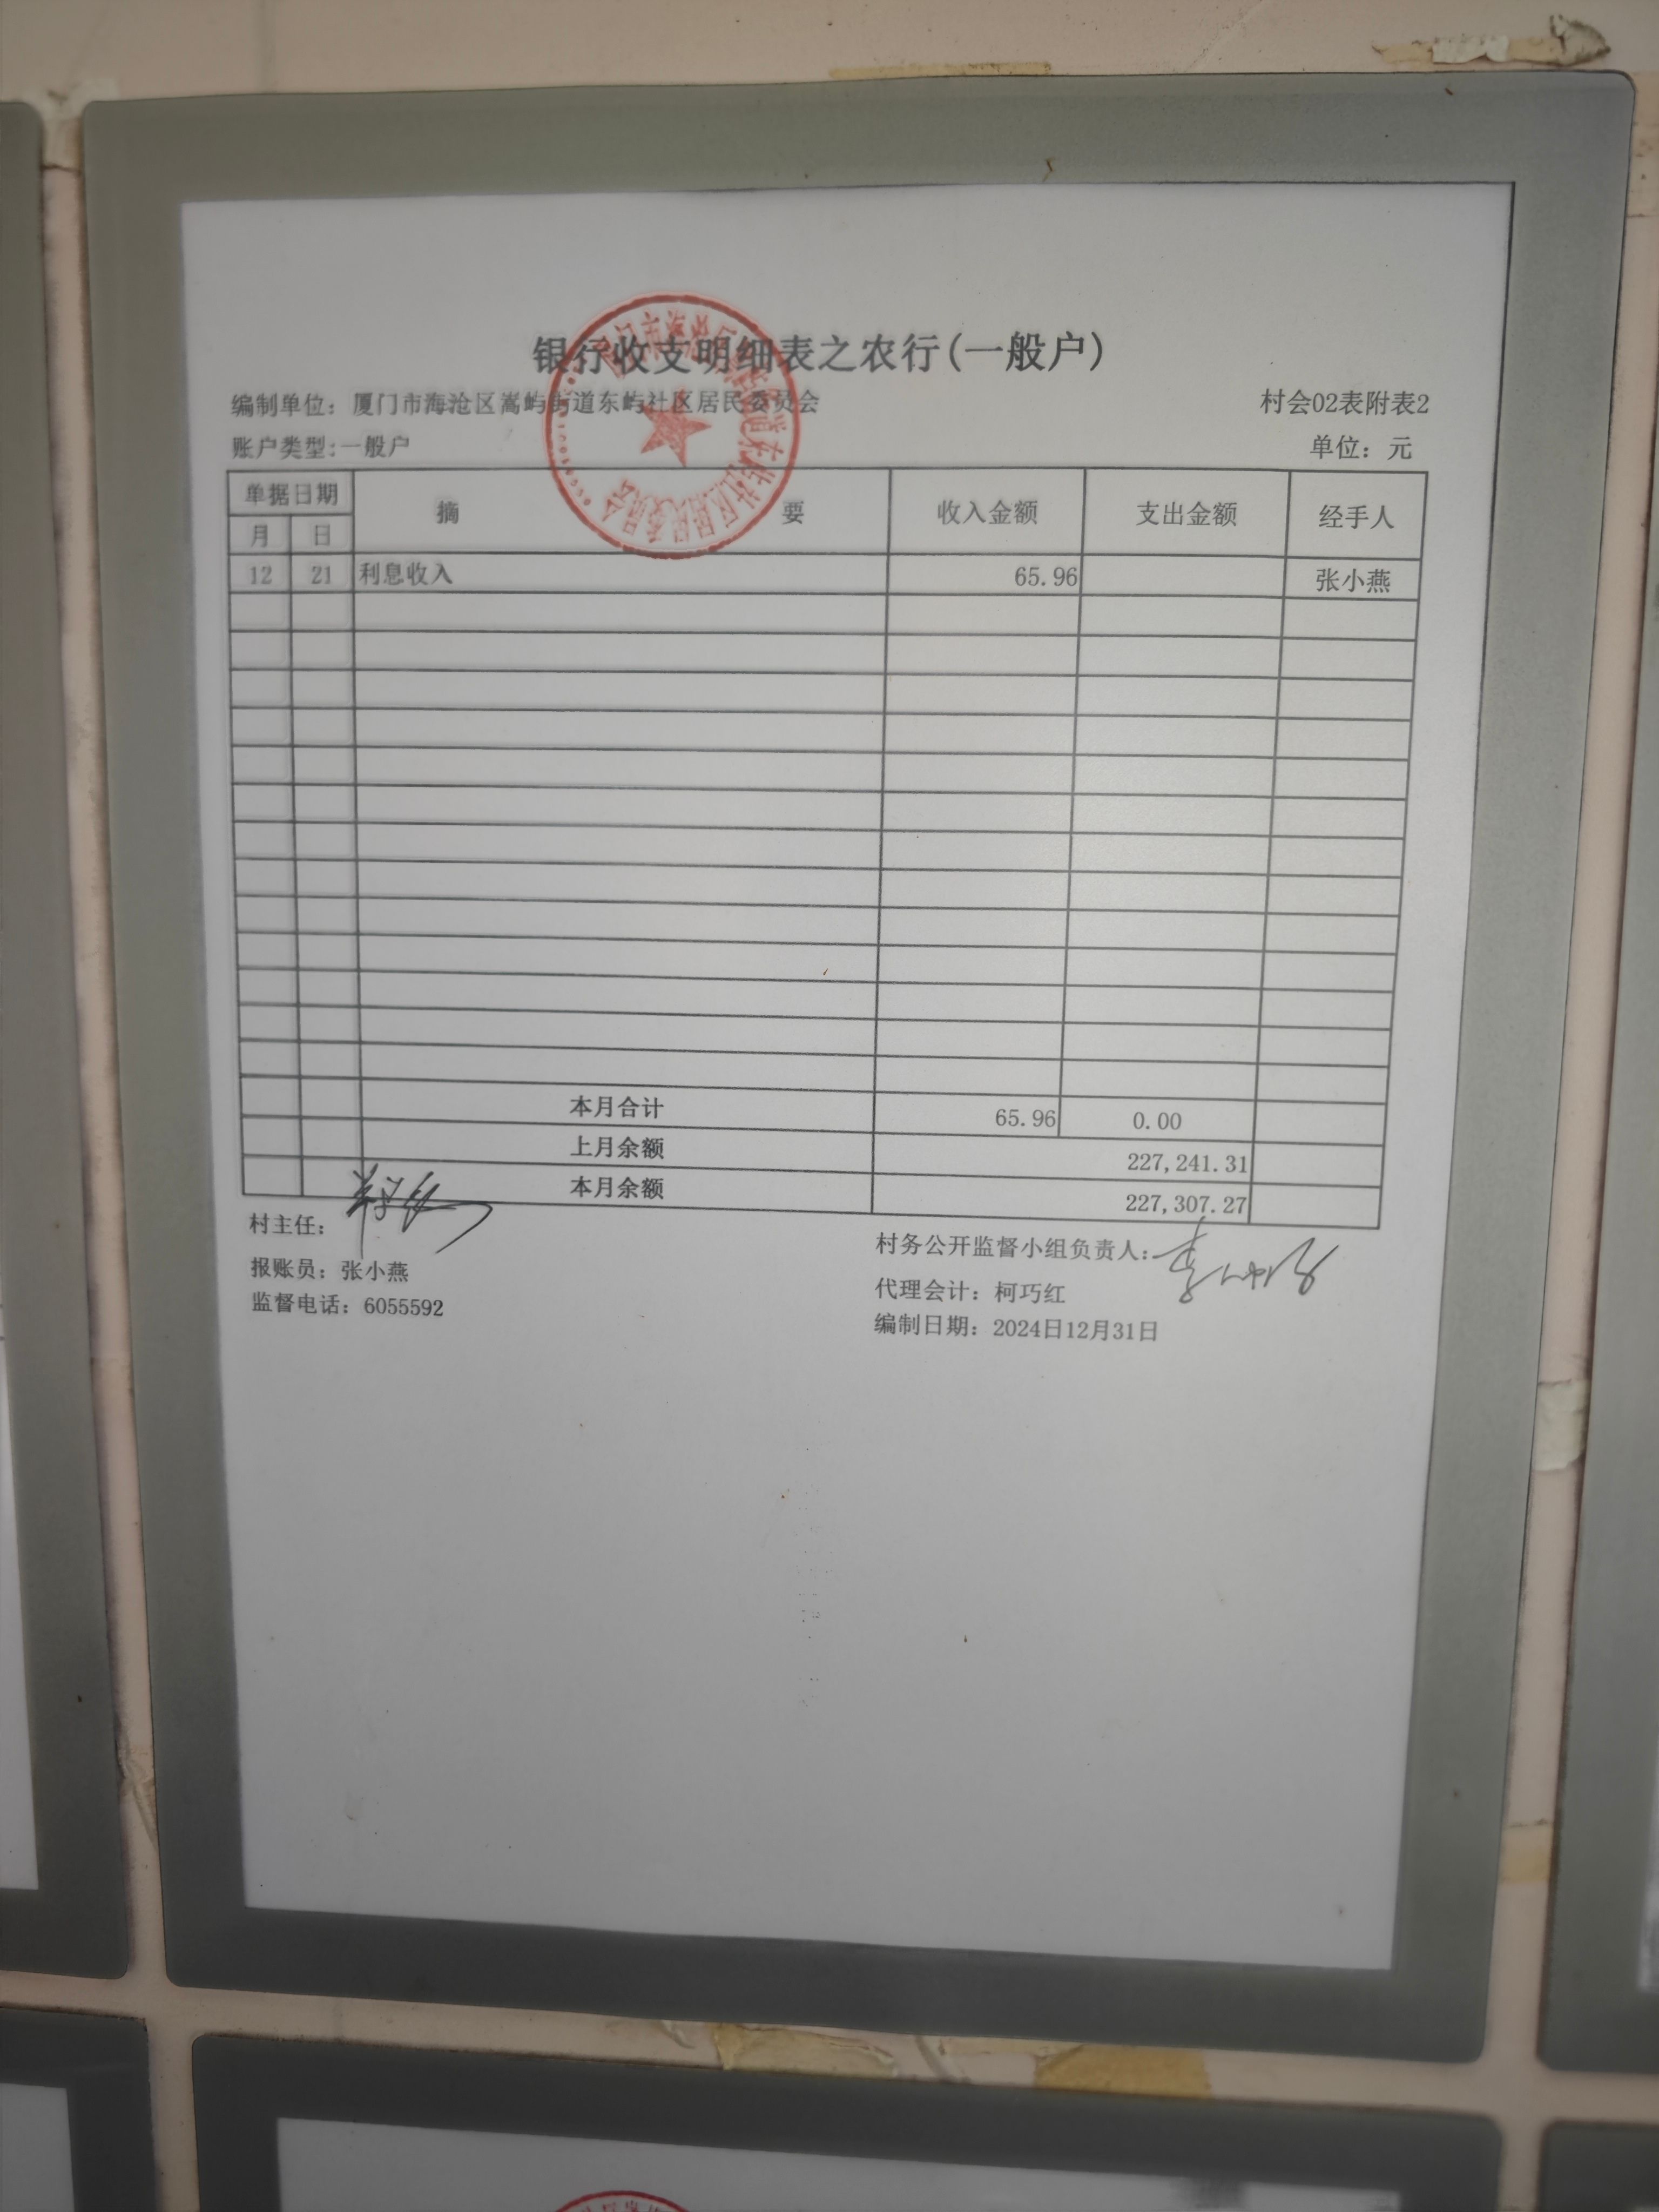 银行收支明细表之农行(一般户)
编制单位：厦门市海沧区嵩屿街道东屿社区居民委员会 村会02表附表2
账户类型:一般户 单位：元
单据日期 摘 要 收入金额 支出金额 经手人
月 日
12 21 利息收入 65.96 张小燕
本月合计 65.96 0.00
上月余额 227,241.31
本月余额 227,307.27
村主任： 村务公开监督小组负责人：
报账员：张小燕 代理会计：柯巧红
监督电话：6055592 编制日期：2024日12月31日